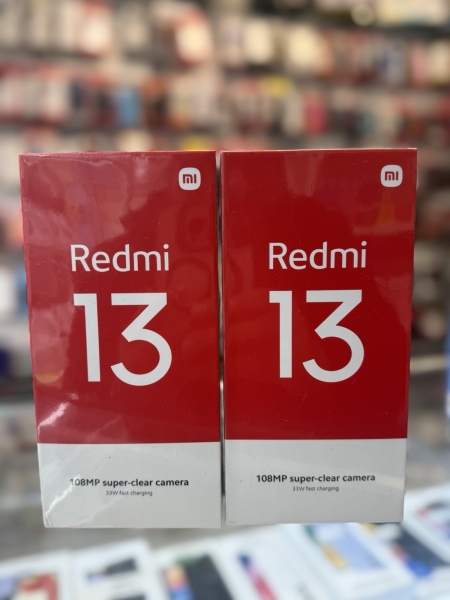 mi
Redmi
13
108MP super-clear camera
33W fast charging
mi
Redmi
13
108MP super-clear camera
33W fast charging